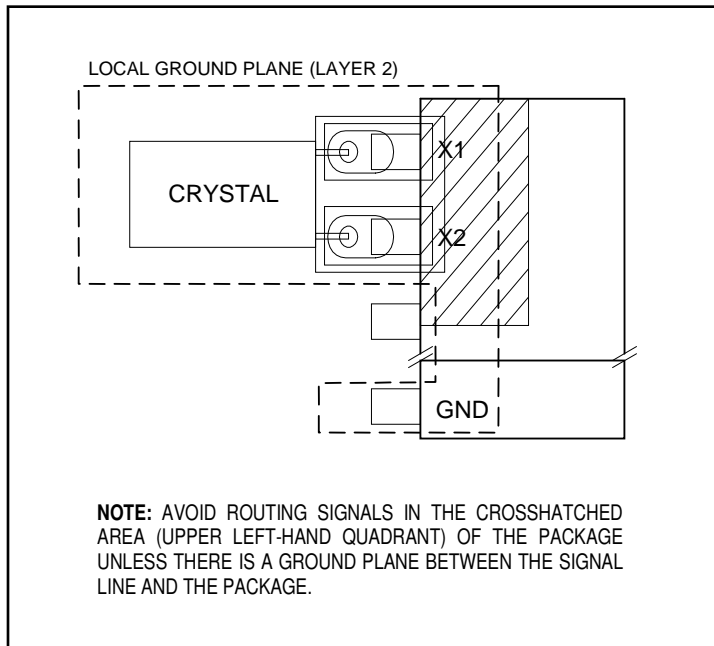 LOCAL GROUND PLANE (LAYER 2)
X1
CRYSTAL
X2
GND
NOTE: AVOID ROUTING SIGNALS IN THE CROSSHATCHED
AREA (UPPER LEFT-HAND QUADRANT) OF THE PACKAGE
UNLESS THERE IS A GROUND PLANE BETWEEN THE SIGNAL
LINE AND THE PACKAGE.